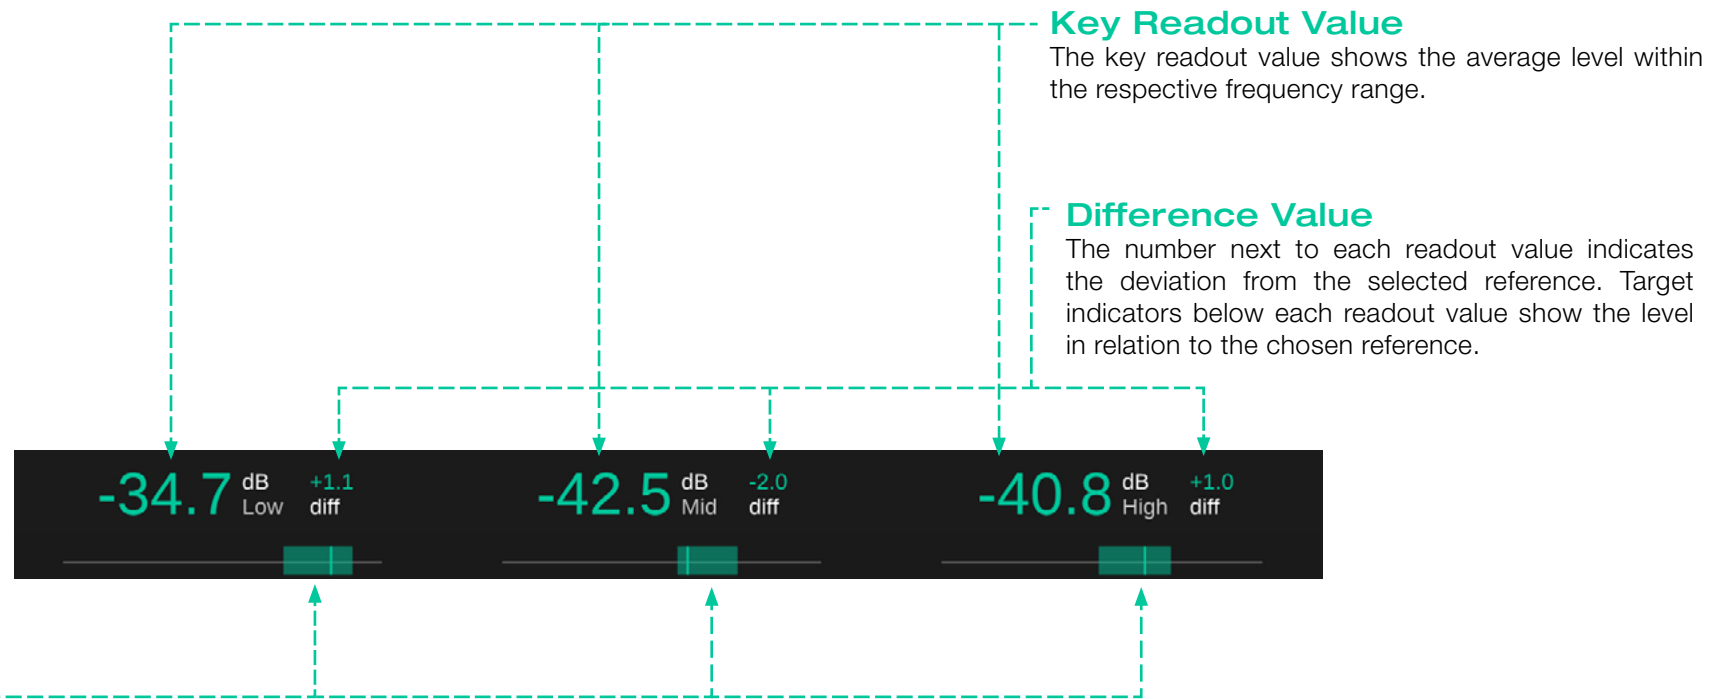 Key Readout Value
The key readout value shows the average level within
the respective frequency range.
Difference Value
The number next to each readout value indicates
the deviation from the selected reference. Target
indicators below each readout value show the level
in relation to the chosen reference.
-34.7 dB Low +1.1 diff
-42.5 dB Mid -2.0 diff
-40.8 dB High +1.0 diff